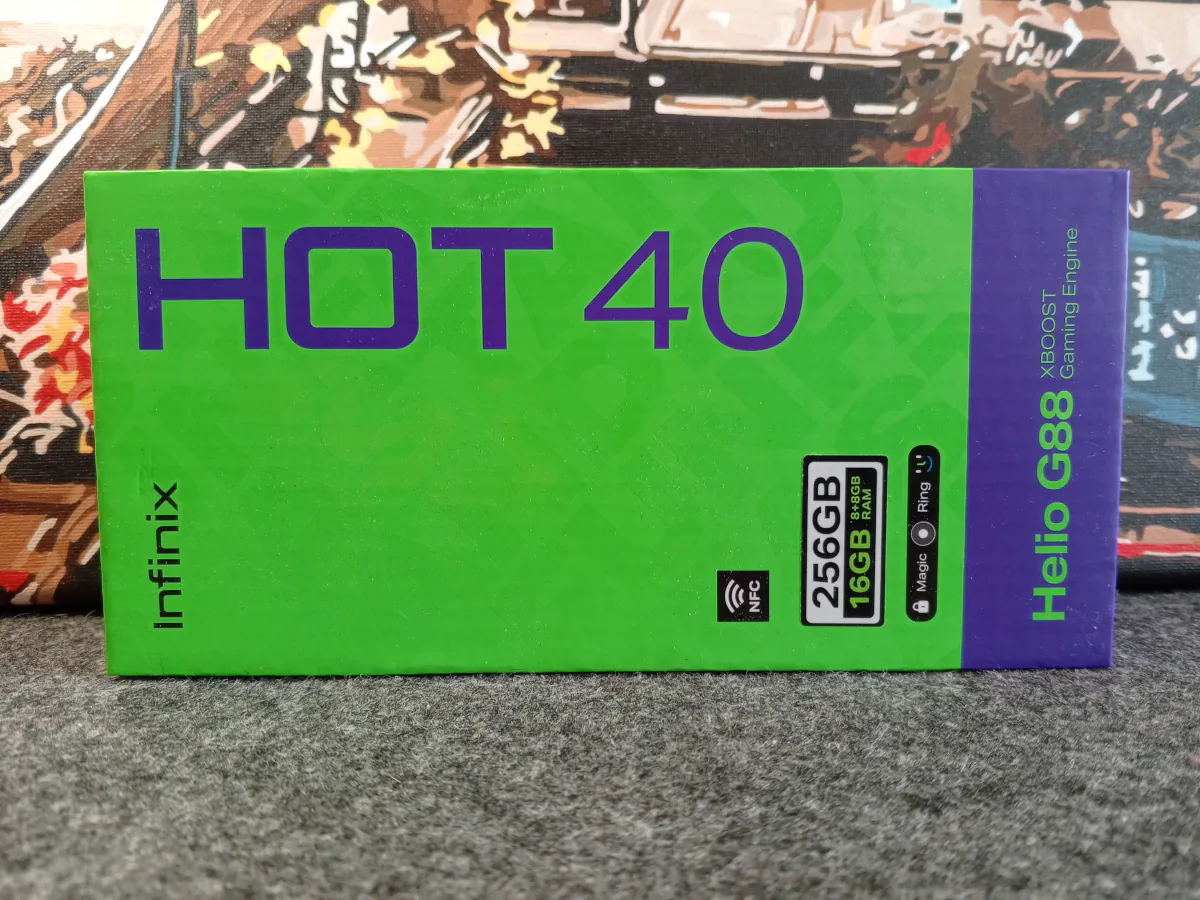 HOT 40
Infinix
NFC
256GB
16GB 8+8GB
RAM
Magic Ring
Helio G88 XBOOST
Gaming Engine